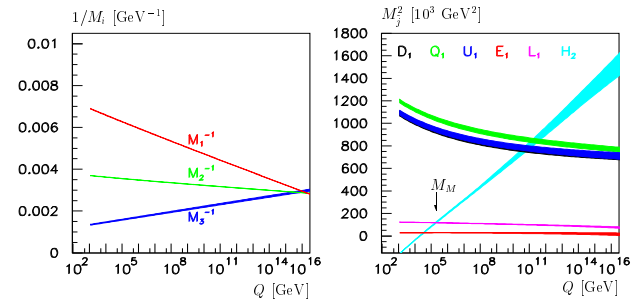 1/M_i [GeV^-1]
0.01
0.008
0.006
0.004
0.002
0
M_1^-1
M_2^-1
M_3^-1
10^2 10^5 10^8 10^11 10^14 10^16
Q [GeV]
M_j̃^2 [10^3 GeV^2]
1800
1600
1400
1200
1000
800
600
400
200
0
D_1 Q_1 U_1 E_1 L_1 H_2
M_M
10^2 10^5 10^8 10^11 10^14 10^16
Q [GeV]